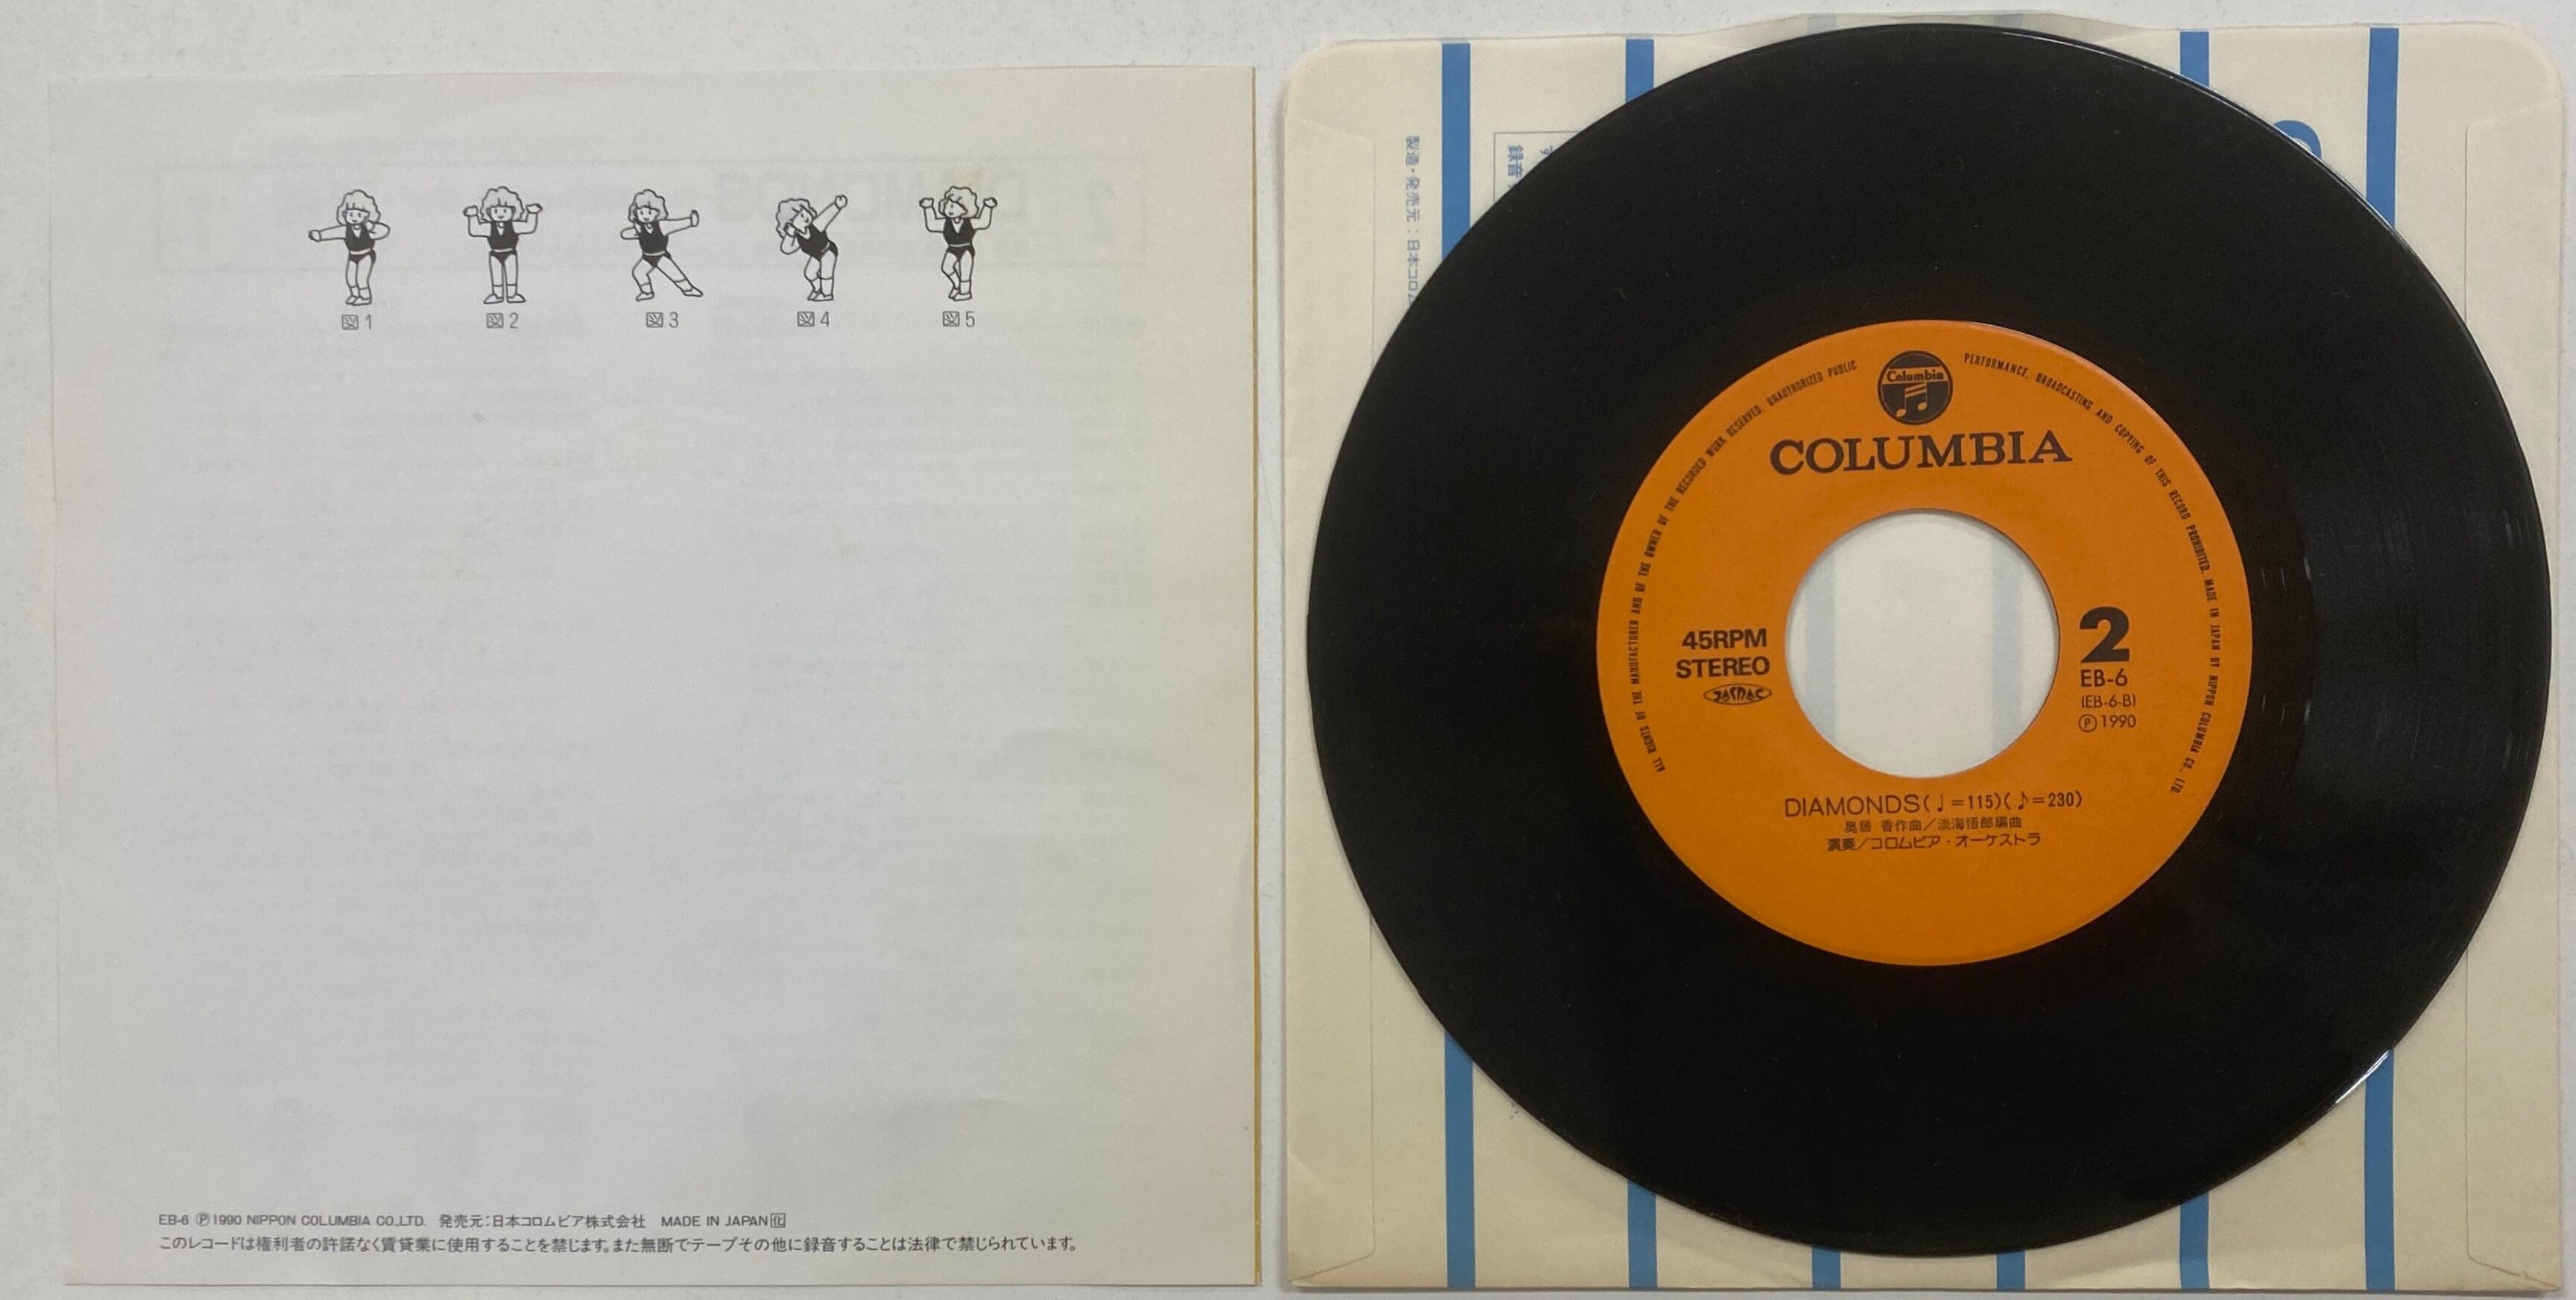 図1
図2
図3
図4
図5
EB-6 Ⓟ1990 NIPPON COLUMBIA CO.,LTD. 発売元：日本コロムビア株式会社 MADE IN JAPAN
このレコードは権利者の許諾なく賃貸業に使用することを禁じます。また無断でテープその他に録音することは法律で禁じられています。
製造・発売元：日本コロム
録音
す
ALL RIGHTS OF THE MANUFACTURER AND OF THE OWNER OF THE RECORDED WORK RESERVED. UNAUTHORIZED PUBLIC PERFORMANCE, BROADCASTING AND COPYING OF THIS RECORD PROHIBITED. MADE IN JAPAN BY NIPPON COLUMBIA CO., LTD.
Columbia
COLUMBIA
45RPM
STEREO
JASRAC
2
EB-6
(EB-6-B)
Ⓟ1990
DIAMONDS(♩=115)(♪=230)
奥居 香作曲／淡海悟郎編曲
演奏／コロムビア・オーケストラ